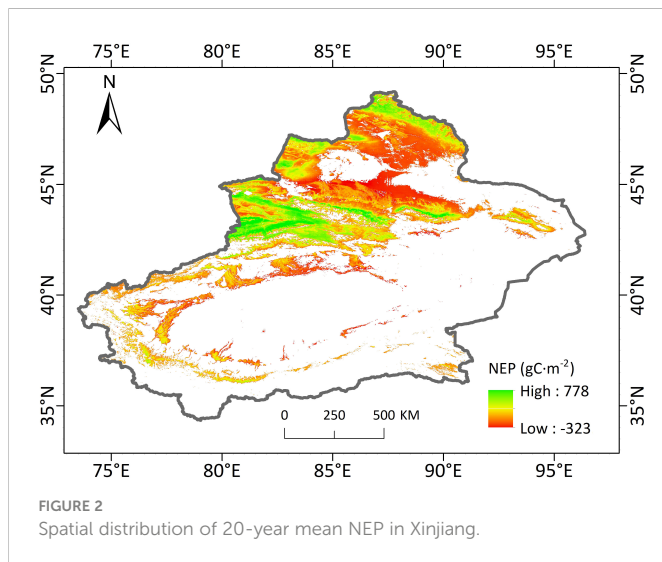 75°E 80°E 85°E 90°E 95°E
50°N 50°N
N
45°N 45°N
40°N 40°N
35°N 35°N
NEP (gC·m⁻²)
High : 778
Low : -323
0 250 500 KM
75°E 80°E 85°E 90°E 95°E
FIGURE 2
Spatial distribution of 20-year mean NEP in Xinjiang.